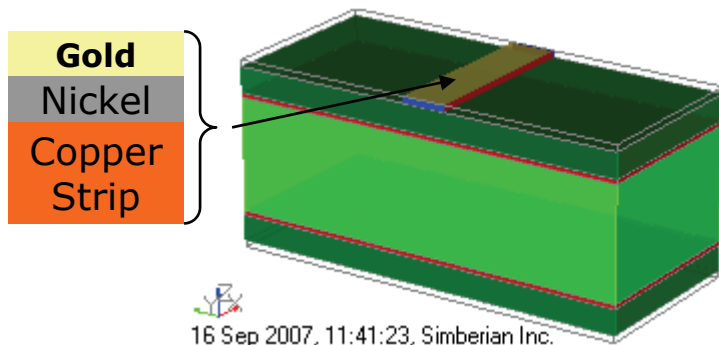 Gold
Nickel
Copper
Strip
16 Sep 2007, 11:41:23, Simberian Inc.